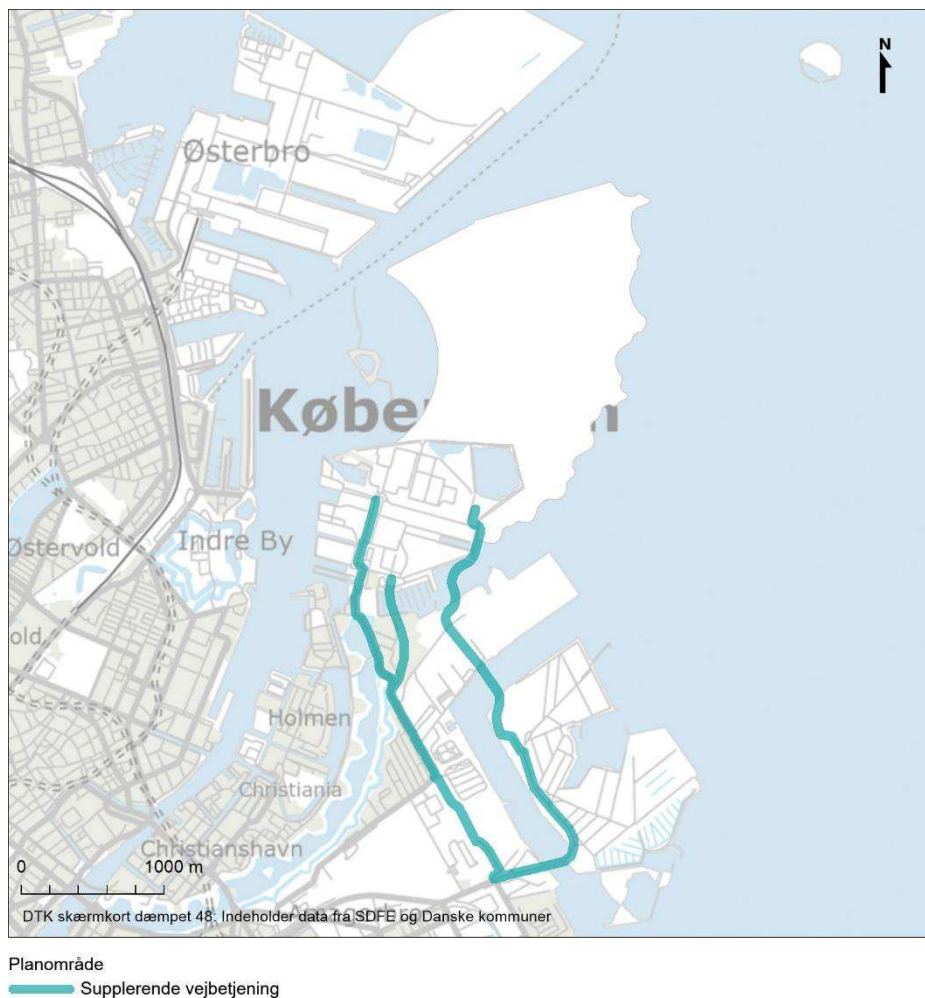 N
Østerbro
Købe
n
Indre By
Østervold
old
Holmen
Christiania
Christianshavn
0 1000 m
DTK skærmkort dæmpet 48: Indeholder data fra SDFE og Danske kommuner
Planområde
Supplerende vejbetjening